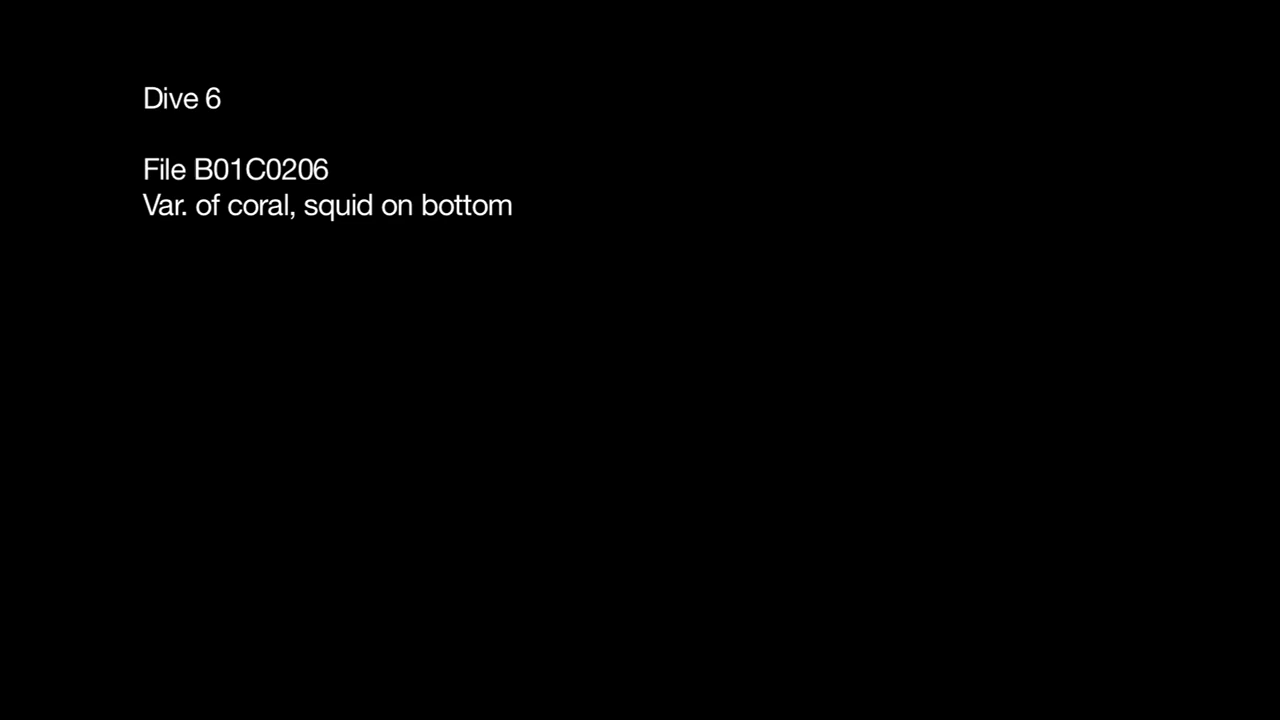 Dive 6
File B01C0206
Var. of coral, squid on bottom